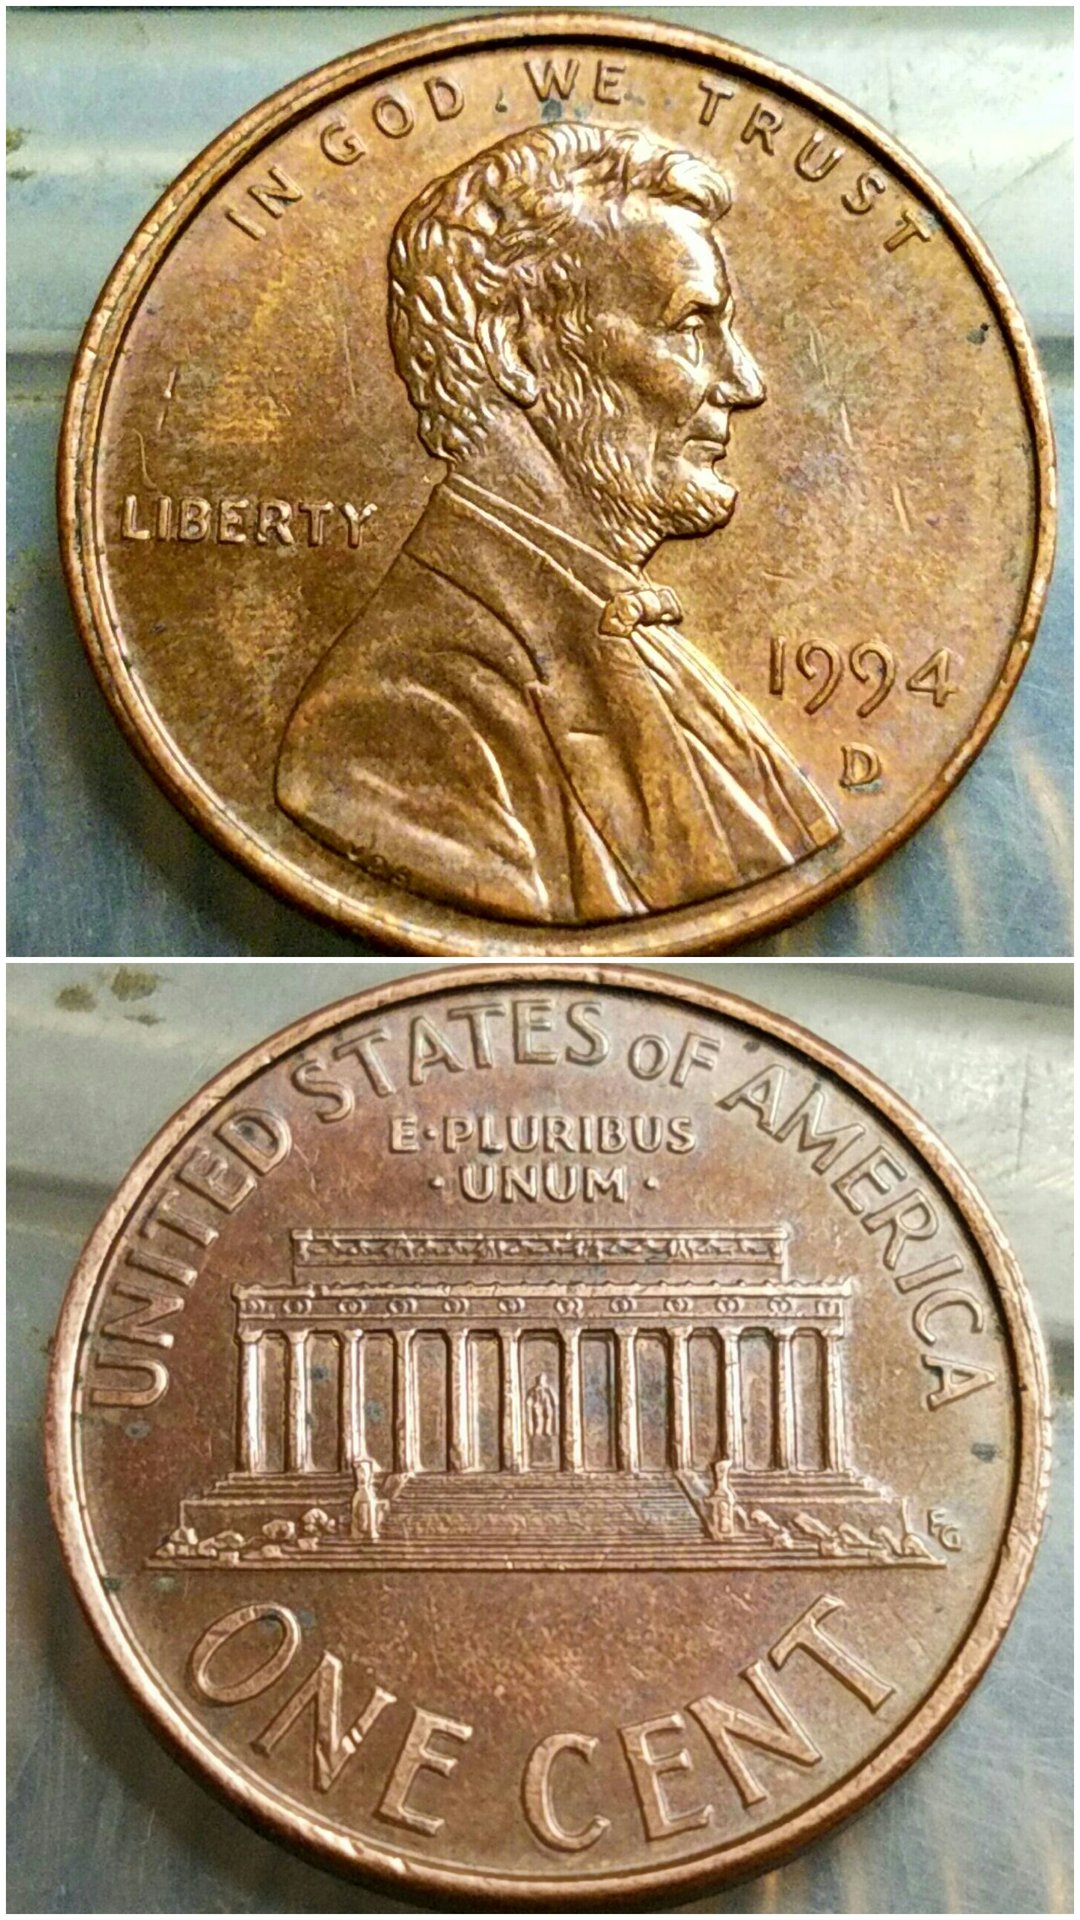 IN GOD WE TRUST
LIBERTY
1994
D
UNITED STATES OF AMERICA
E·PLURIBUS
·UNUM·
FG
ONE CENT